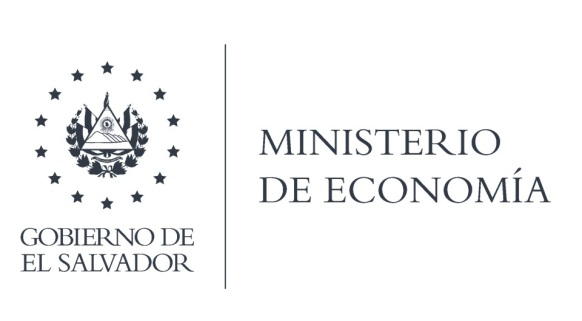 GOBIERNO DE
EL SALVADOR
MINISTERIO
DE ECONOMÍA